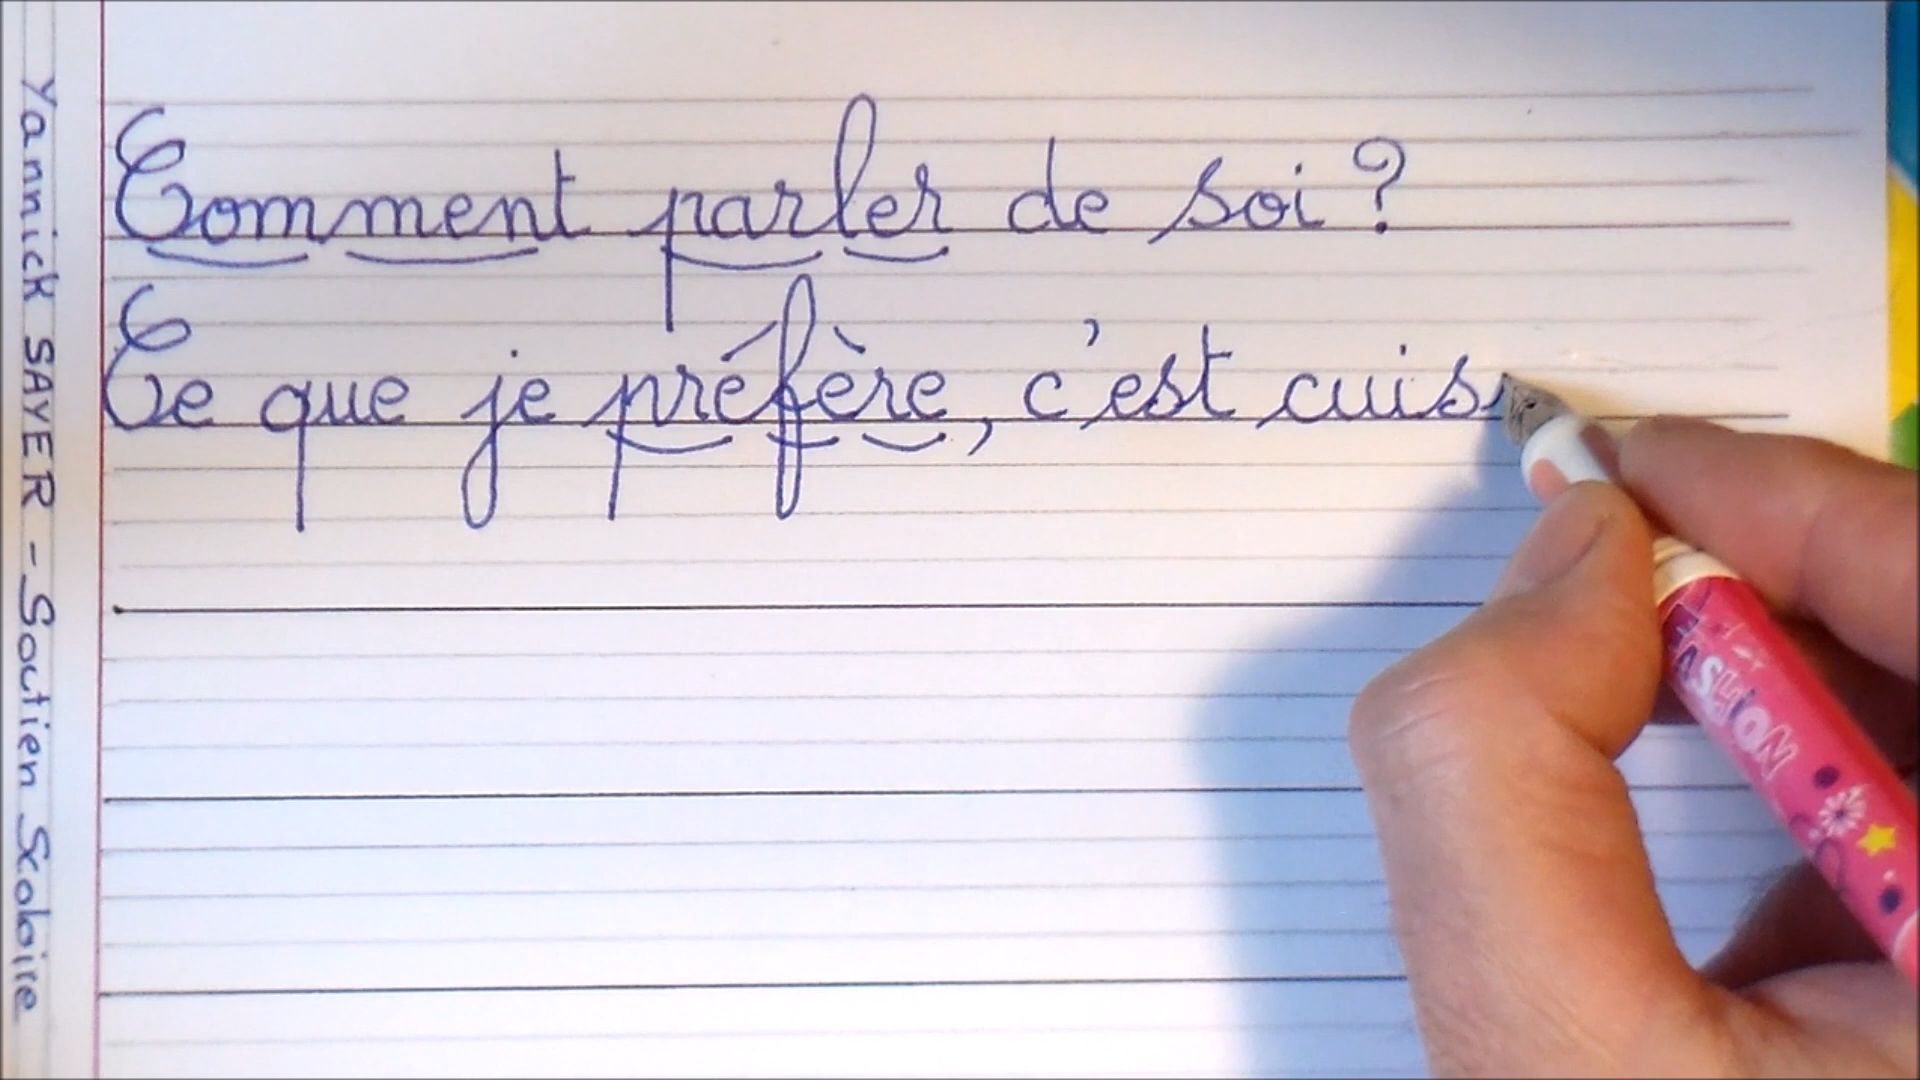 Comment parler de soi ?
Ce que je préfère, c'est cuis
Yannick SAYER - Soutien Scolaire